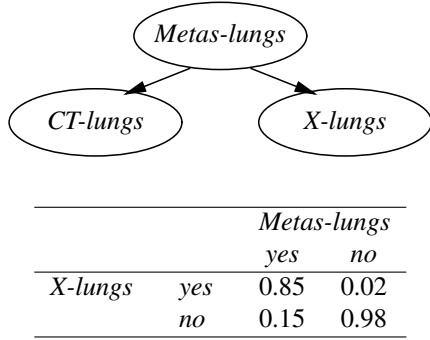 Metas-lungs
CT-lungs X-lungs
Metas-lungs
yes no
X-lungs yes 0.85 0.02
no 0.15 0.98